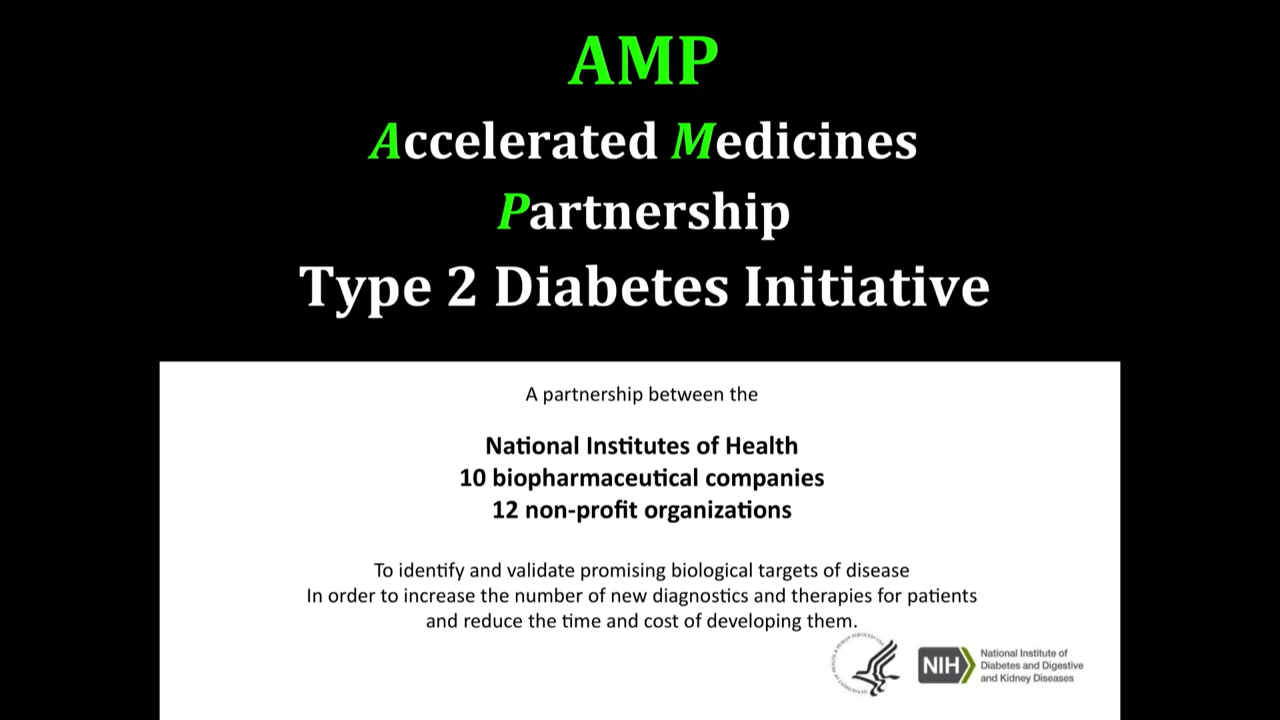 AMP
Accelerated Medicines
Partnership
Type 2 Diabetes Initiative
A partnership between the
National Institutes of Health
10 biopharmaceutical companies
12 non-profit organizations
To identify and validate promising biological targets of disease
In order to increase the number of new diagnostics and therapies for patients
and reduce the time and cost of developing them.
NIH
National Institute of
Diabetes and Digestive
and Kidney Diseases